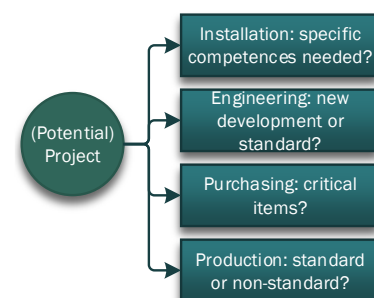 (Potential)
Project
Installation: specific
competences needed?
Engineering: new
development or
standard?
Purchasing: critical
items?
Production: standard
or non-standard?